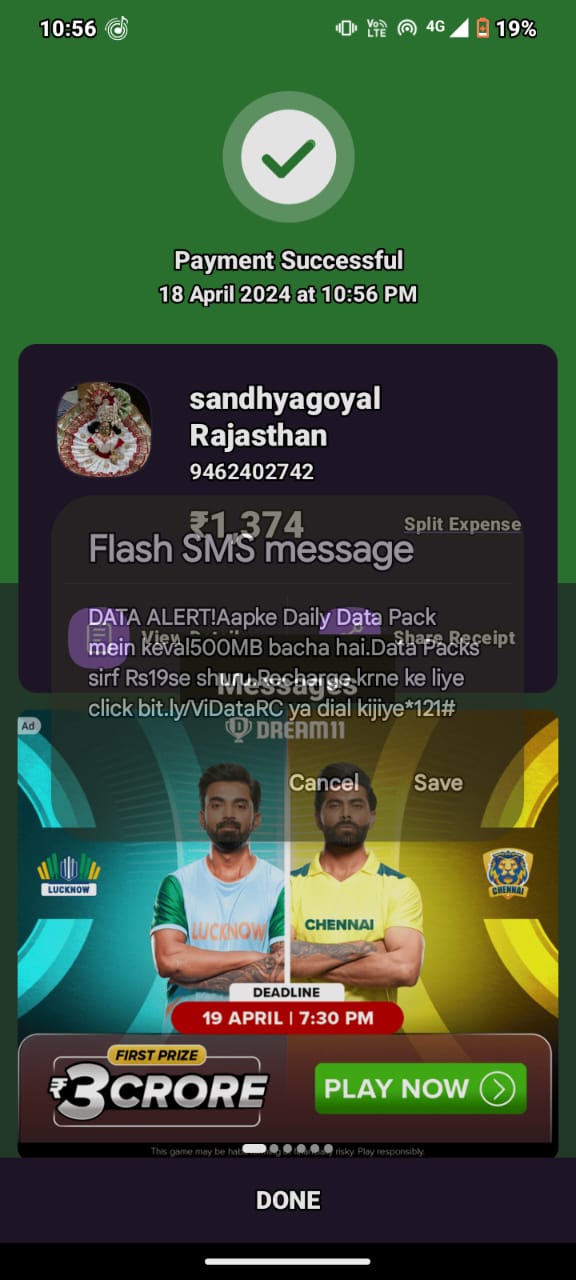 10:56
Vo)) LTE 4G 19%
Payment Successful
18 April 2024 at 10:56 PM
sandhyagoyal
Rajasthan
9462402742
₹1,374
Split Expense
Flash SMS message
View Details
Share Receipt
DATA ALERT!Aapke Daily Data Pack
mein keval500MB bacha hai.Data Packs
sirf Rs19se shuru.Recharge krne ke liye
click bit.ly/ViDataRC ya dial kijiye*121#
Messages
Cancel
Save
Ad
DREAM11
LUCKNOW
CHENNAI
LUCKNOW
CHENNAI
DEADLINE
19 APRIL | 7:30 PM
FIRST PRIZE
₹3 CRORE
PLAY NOW
This game may be habit forming or financially risky. Play responsibly.
DONE